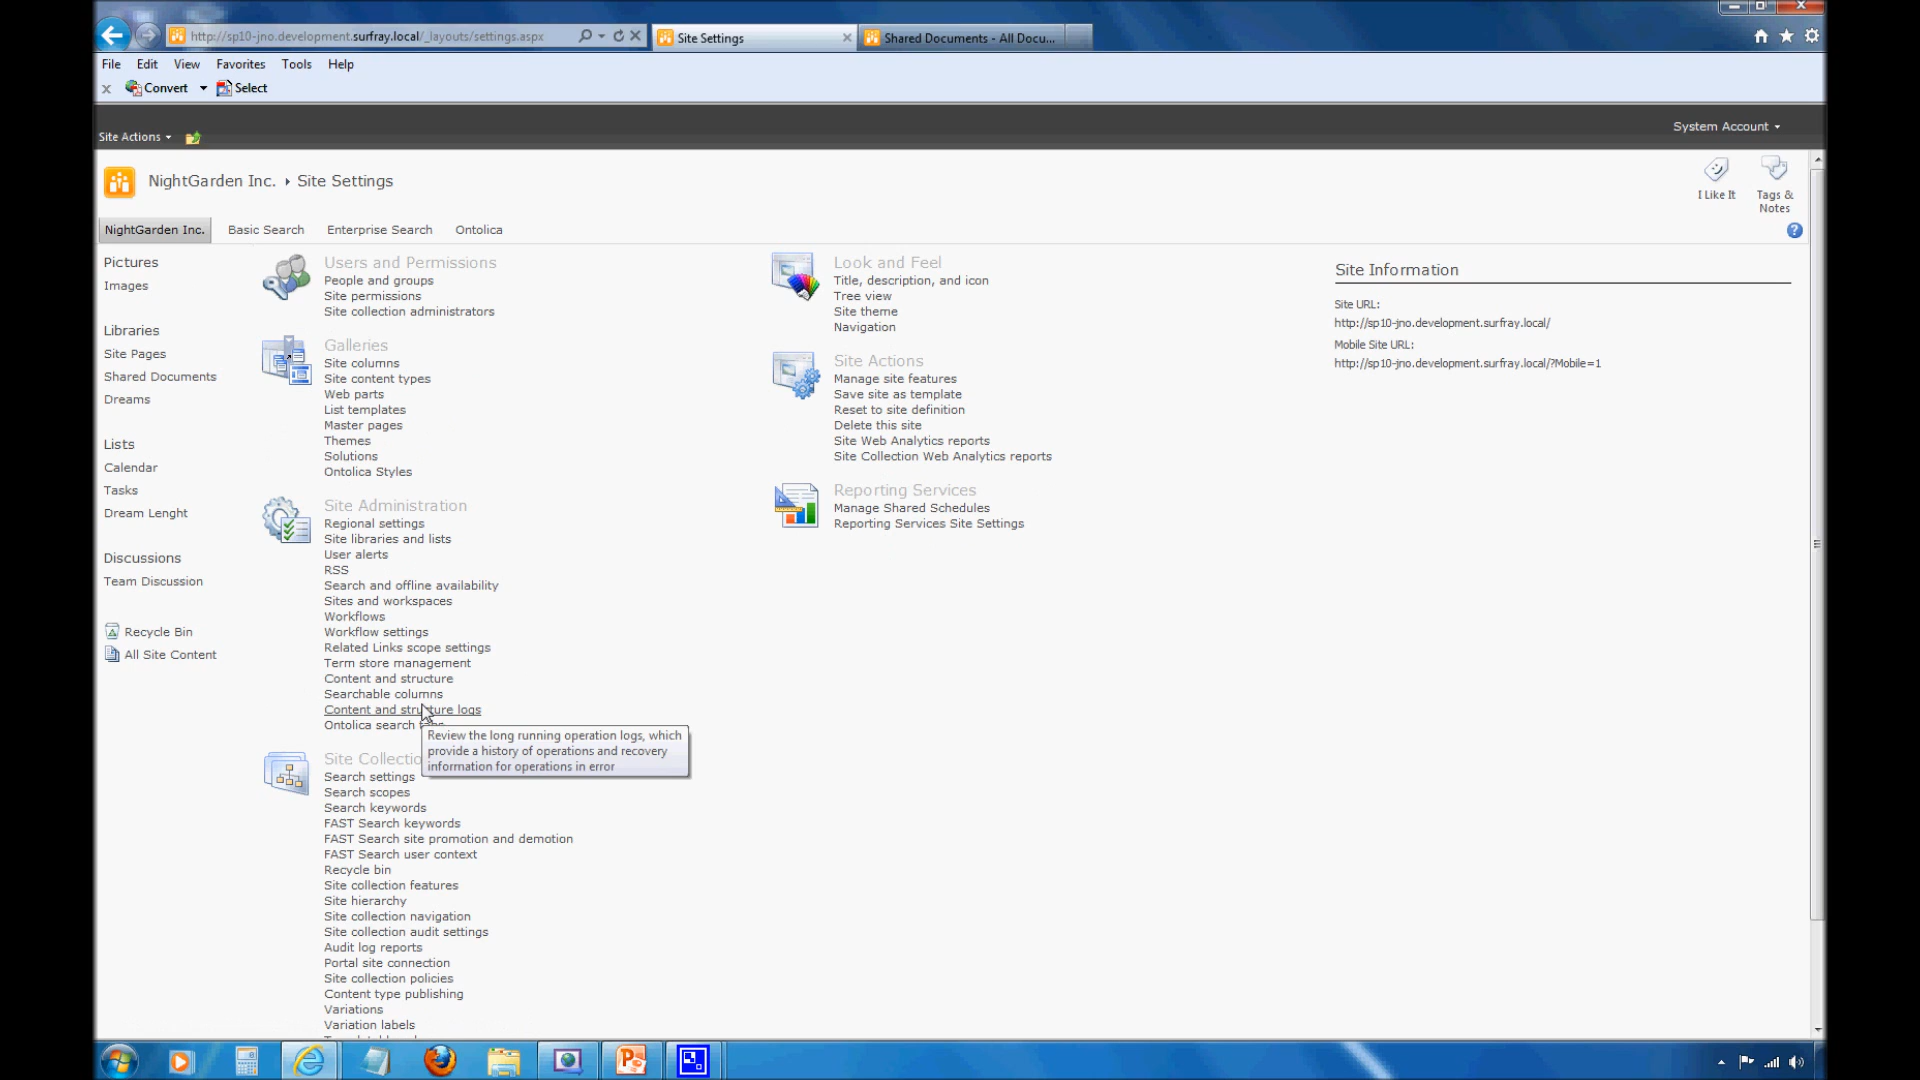 http://sp10-jno.development.surfray.local/_layouts/settings.aspx
Site Settings
Shared Documents - All Docu...
File Edit View Favorites Tools Help
x Convert Select
Site Actions
System Account
NightGarden Inc. Site Settings
I Like It
Tags &
Notes
NightGarden Inc. Basic Search Enterprise Search Ontolica
Pictures
Images
Libraries
Site Pages
Shared Documents
Dreams
Lists
Calendar
Tasks
Dream Lenght
Discussions
Team Discussion
Recycle Bin
All Site Content
Users and Permissions
People and groups
Site permissions
Site collection administrators
Galleries
Site columns
Site content types
Web parts
List templates
Master pages
Themes
Solutions
Ontolica Styles
Site Administration
Regional settings
Site libraries and lists
User alerts
RSS
Search and offline availability
Sites and workspaces
Workflows
Workflow settings
Related Links scope settings
Term store management
Content and structure
Searchable columns
Content and structure logs
Ontolica search
Review the long running operation logs, which
provide a history of operations and recovery
information for operations in error
Site
Search settings
Search scopes
Search keywords
FAST Search keywords
FAST Search site promotion and demotion
FAST Search user context
Recycle bin
Site collection features
Site hierarchy
Site collection navigation
Site collection audit settings
Audit log reports
Portal site connection
Site collection policies
Content type publishing
Variations
Variation labels
Look and Feel
Title, description, and icon
Tree view
Site theme
Navigation
Site Actions
Manage site features
Save site as template
Reset to site definition
Delete this site
Site Web Analytics reports
Site Collection Web Analytics reports
Reporting Services
Manage Shared Schedules
Reporting Services Site Settings
Site Information
Site URL:
http://sp10-jno.development.surfray.local/
Mobile Site URL:
http://sp10-jno.development.surfray.local/?Mobile=1